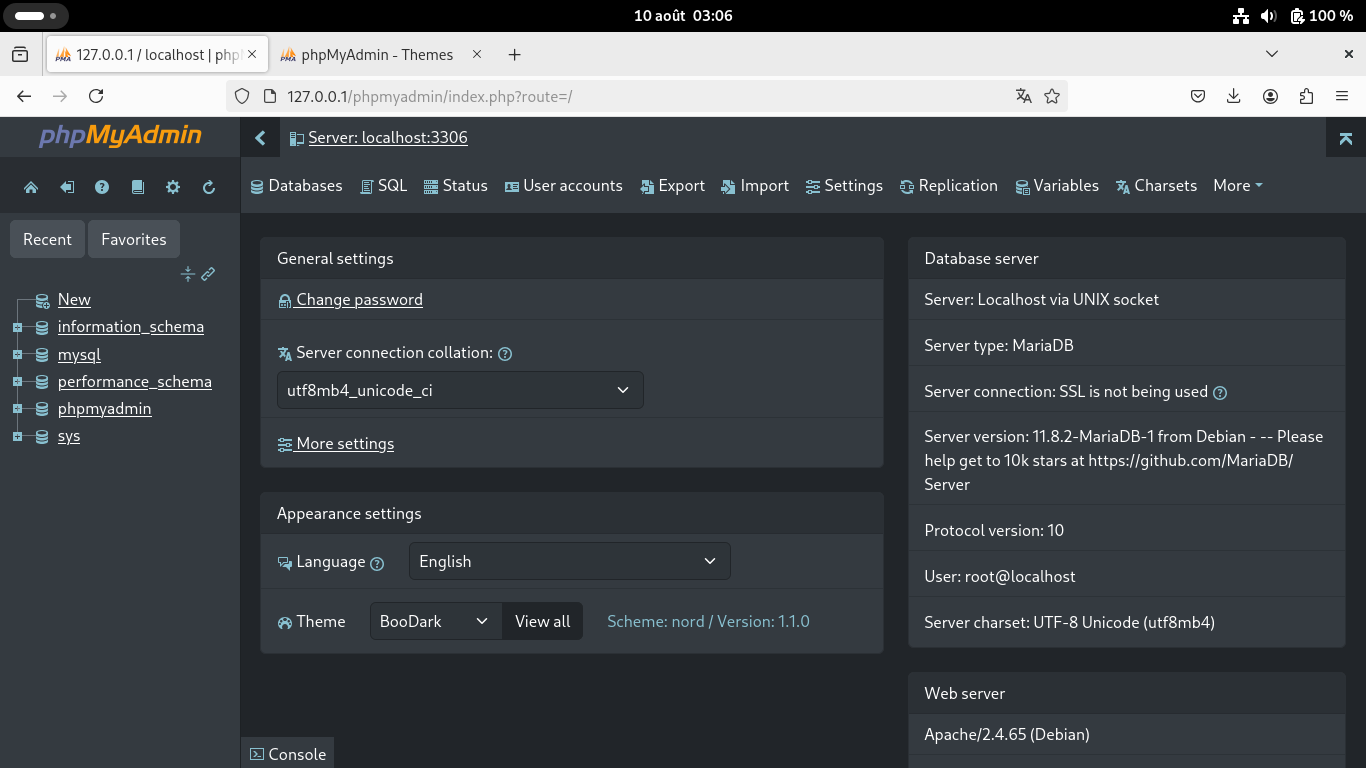 10 août 03:06
100 %
127.0.0.1 / localhost | php
phpMyAdmin - Themes
127.0.0.1/phpmyadmin/index.php?route=/
phpMyAdmin
Server: localhost:3306
Databases SQL Status User accounts Export Import Settings Replication Variables Charsets More
Recent Favorites
New
information_schema
mysql
performance_schema
phpmyadmin
sys
General settings
Change password
Server connection collation:
utf8mb4_unicode_ci
More settings
Appearance settings
Language English
Theme BooDark View all Scheme: nord / Version: 1.1.0
Database server
Server: Localhost via UNIX socket
Server type: MariaDB
Server connection: SSL is not being used
Server version: 11.8.2-MariaDB-1 from Debian - -- Please
help get to 10k stars at https://github.com/MariaDB/
Server
Protocol version: 10
User: root@localhost
Server charset: UTF-8 Unicode (utf8mb4)
Web server
Apache/2.4.65 (Debian)
Console